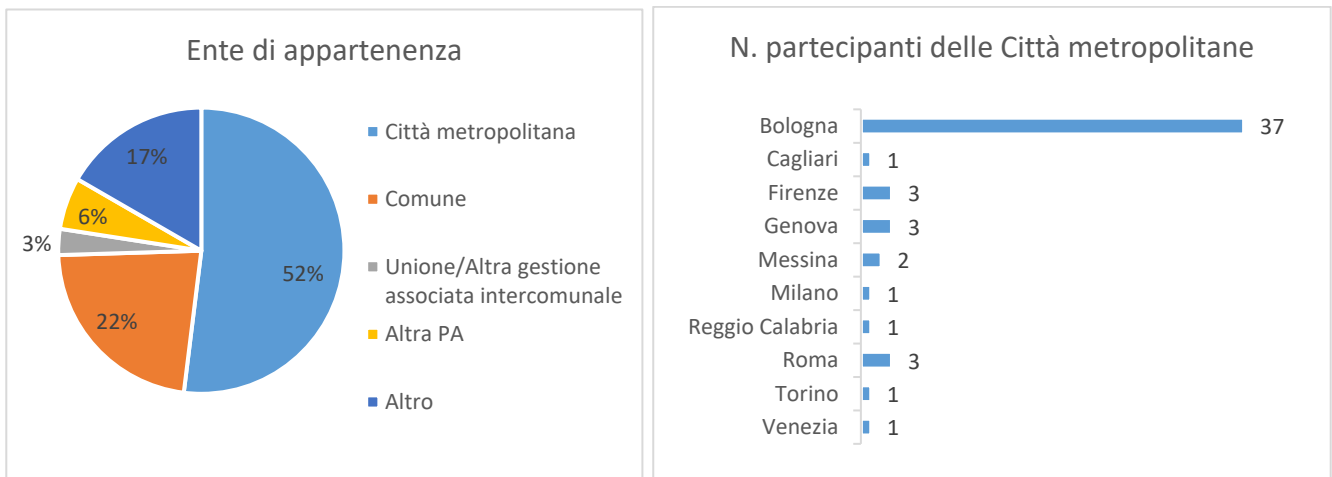 Ente di appartenenza
17%
6%
3%
22%
52%
Città metropolitana
Comune
Unione/Altra gestione
associata intercomunale
Altra PA
Altro
N. partecipanti delle Città metropolitane
Bologna 37
Cagliari 1
Firenze 3
Genova 3
Messina 2
Milano 1
Reggio Calabria 1
Roma 3
Torino 1
Venezia 1